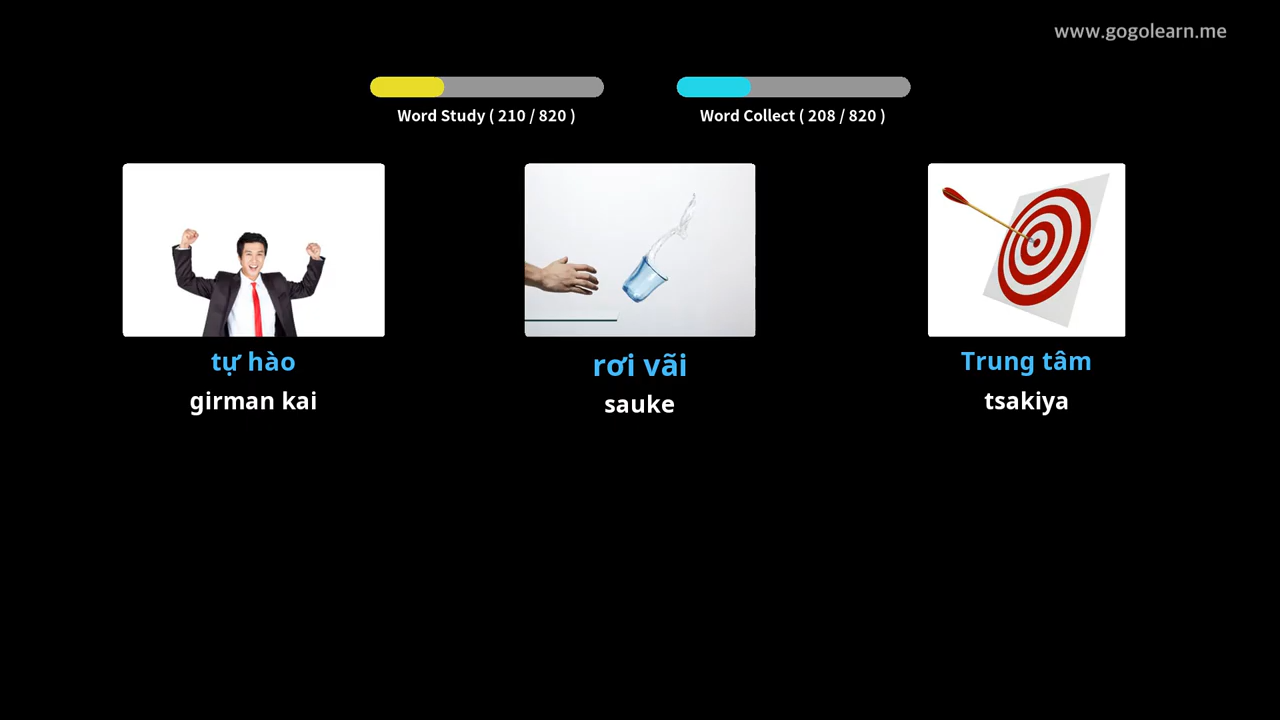 www.gogolearn.me
Word Study ( 210 / 820 )
Word Collect ( 208 / 820 )
tự hào
girman kai
rơi vãi
sauke
Trung tâm
tsakiya